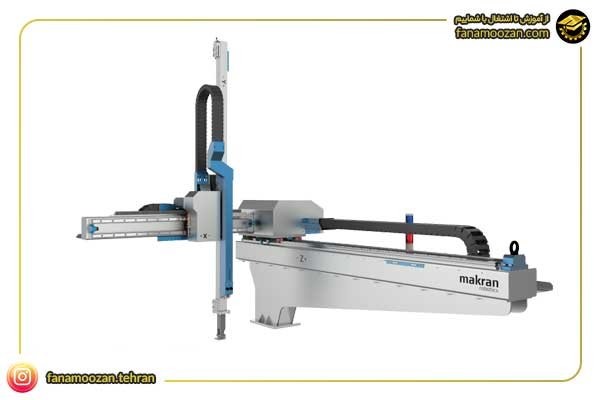 از آموزش تا اشتغال با شماییم
fanamoozan.com
-X-
-Z-
makran
robotics
fanamoozan.tehran